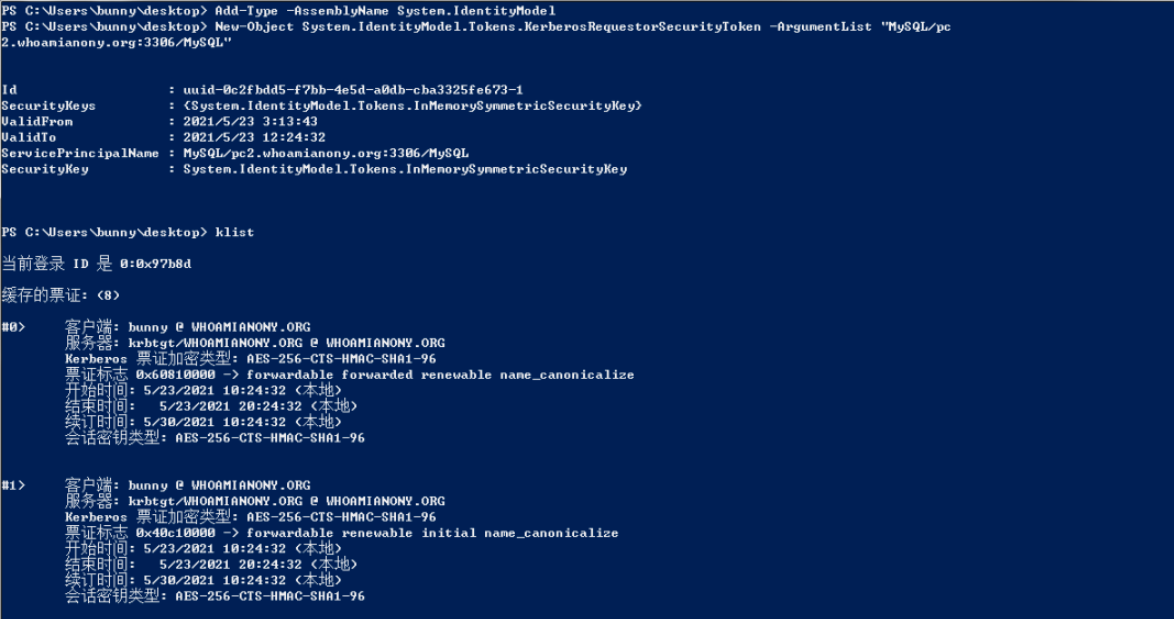 PS C:\Users\bunny\desktop> Add-Type -AssemblyName System.IdentityModel
PS C:\Users\bunny\desktop> New-Object System.IdentityModel.Tokens.KerberosRequestorSecurityToken -ArgumentList "MySQL/pc
2.whoamianony.org:3306/MySQL"
Id : uuid-0c2fbdd5-f7bb-4e5d-a0db-cba3325fe673-1
SecurityKeys : {System.IdentityModel.Tokens.InMemorySymmetricSecurityKey}
ValidFrom : 2021/5/23 3:13:43
ValidTo : 2021/5/23 12:24:32
ServicePrincipalName : MySQL/pc2.whoamianony.org:3306/MySQL
SecurityKey : System.IdentityModel.Tokens.InMemorySymmetricSecurityKey
PS C:\Users\bunny\desktop> klist
当前登录 ID 是 0:0x97b8d
缓存的票证: (8)
#0> 客户端: bunny @ WHOAMIANONY.ORG
服务器: krbtgt/WHOAMIANONY.ORG @ WHOAMIANONY.ORG
Kerberos 票证加密类型: AES-256-CTS-HMAC-SHA1-96
票证标志 0x60810000 -> forwardable forwarded renewable name_canonicalize
开始时间: 5/23/2021 10:24:32 (本地)
结束时间: 5/23/2021 20:24:32 (本地)
续订时间: 5/30/2021 10:24:32 (本地)
会话密钥类型: AES-256-CTS-HMAC-SHA1-96
#1> 客户端: bunny @ WHOAMIANONY.ORG
服务器: krbtgt/WHOAMIANONY.ORG @ WHOAMIANONY.ORG
Kerberos 票证加密类型: AES-256-CTS-HMAC-SHA1-96
票证标志 0x40c10000 -> forwardable renewable initial name_canonicalize
开始时间: 5/23/2021 10:24:32 (本地)
结束时间: 5/23/2021 20:24:32 (本地)
续订时间: 5/30/2021 10:24:32 (本地)
会话密钥类型: AES-256-CTS-HMAC-SHA1-96